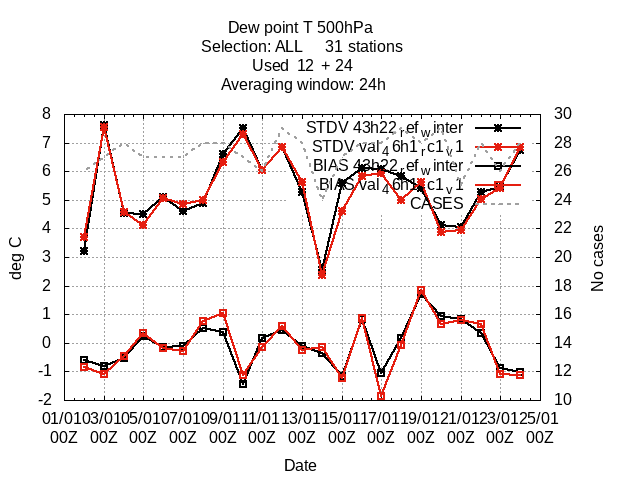 Dew point T 500hPa
Selection: ALL 31 stations
Used 12 + 24
Averaging window: 24h
STDV 43h22_ref_winter
STDV val_46h1_rc1_v1
BIAS 43h22_ref_winter
BIAS val_46h1_rc1_v1
CASES
8
7
6
5
4
3
2
1
0
-1
-2
deg C
30
28
26
24
22
20
18
16
14
12
10
No cases
01/01 03/01 05/01 07/01 09/01 11/01 13/01 15/01 17/01 19/01 21/01 23/01 25/01
00Z 00Z 00Z 00Z 00Z 00Z 00Z 00Z 00Z 00Z 00Z 00Z 00Z
Date